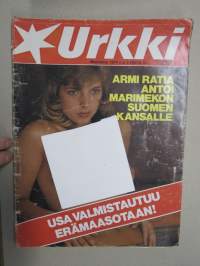 Urkki
ARMI RATIA
ANTOI
MARIMEKON
SUOMEN
KANSALLE
USA VALMISTAUTUU
ERÄMAASOTAAN!